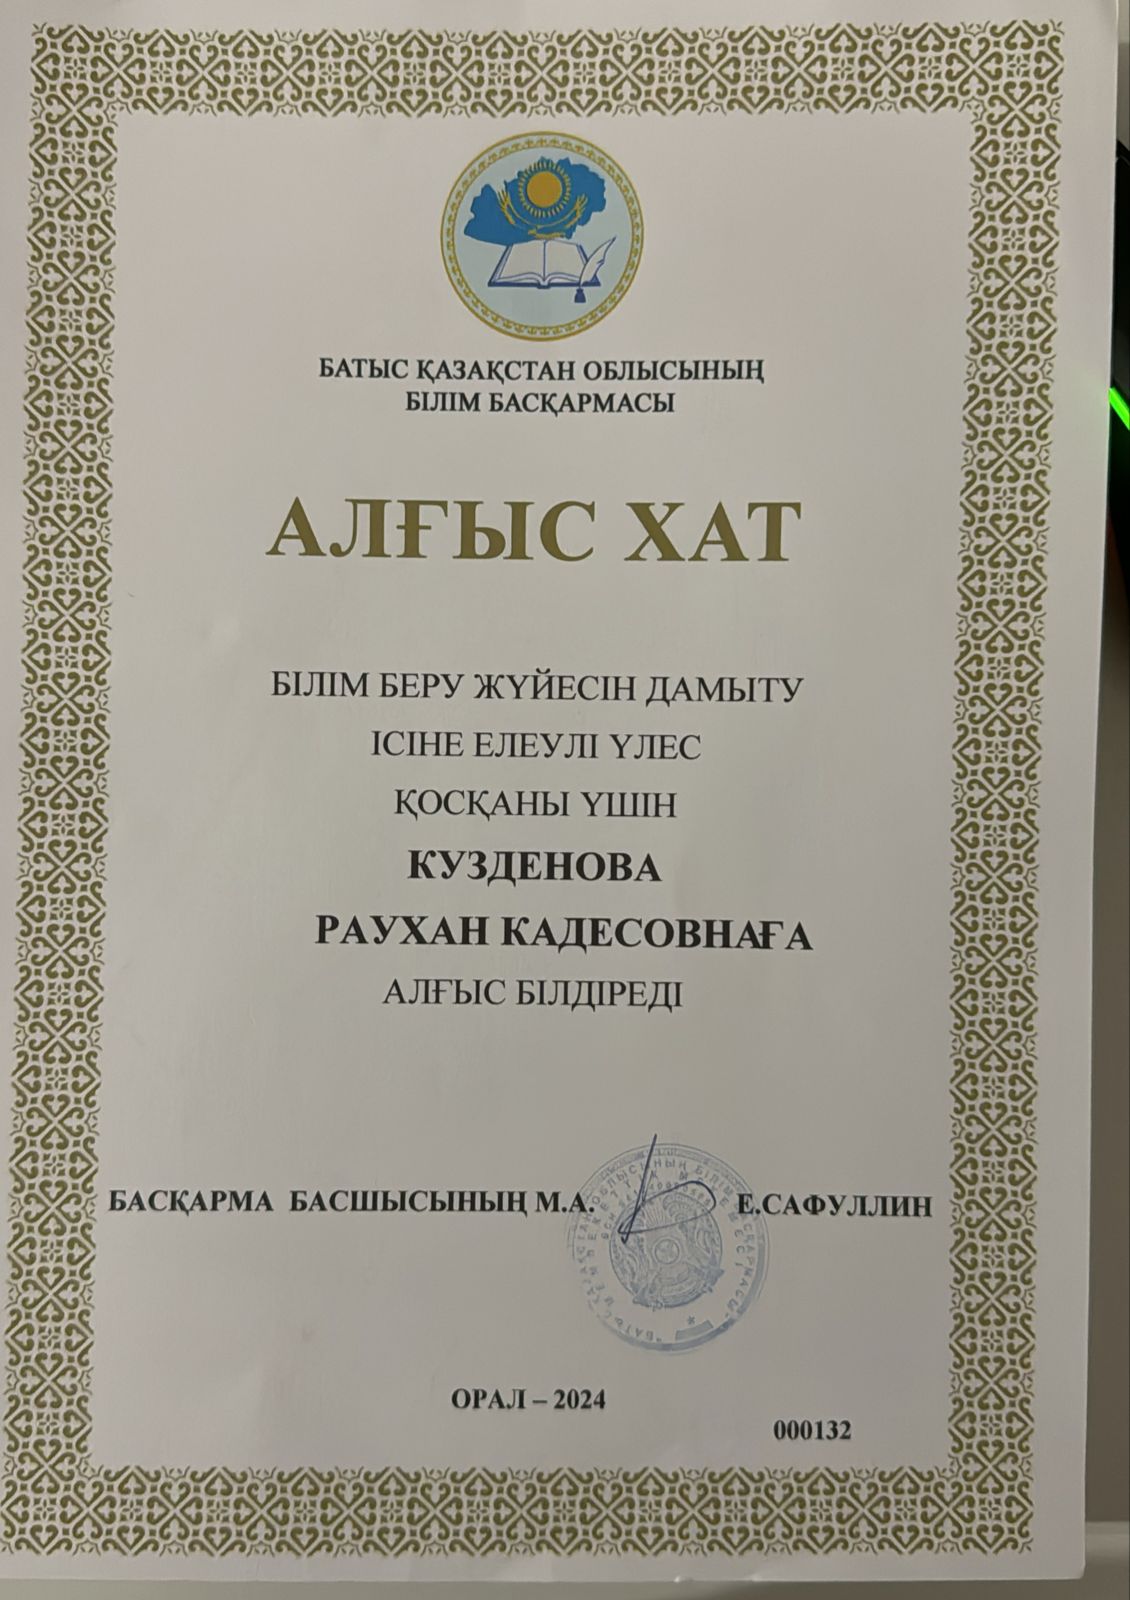 БАТЫС ҚАЗАҚСТАН ОБЛЫСЫНЫҢ
БІЛІМ БАСҚАРМАСЫ
АЛҒЫС ХАТ
БІЛІМ БЕРУ ЖҮЙЕСІН ДАМЫТУ
ІСІНЕ ЕЛЕУЛІ ҮЛЕС
ҚОСҚАНЫ ҮШІН
КУЗДЕНОВА
РАУХАН КАДЕСОВНАҒА
АЛҒЫС БІЛДІРЕДІ
БАСҚАРМА БАСШЫСЫНЫҢ М.А. Е.САФУЛЛИН
ОРАЛ – 2024
000132